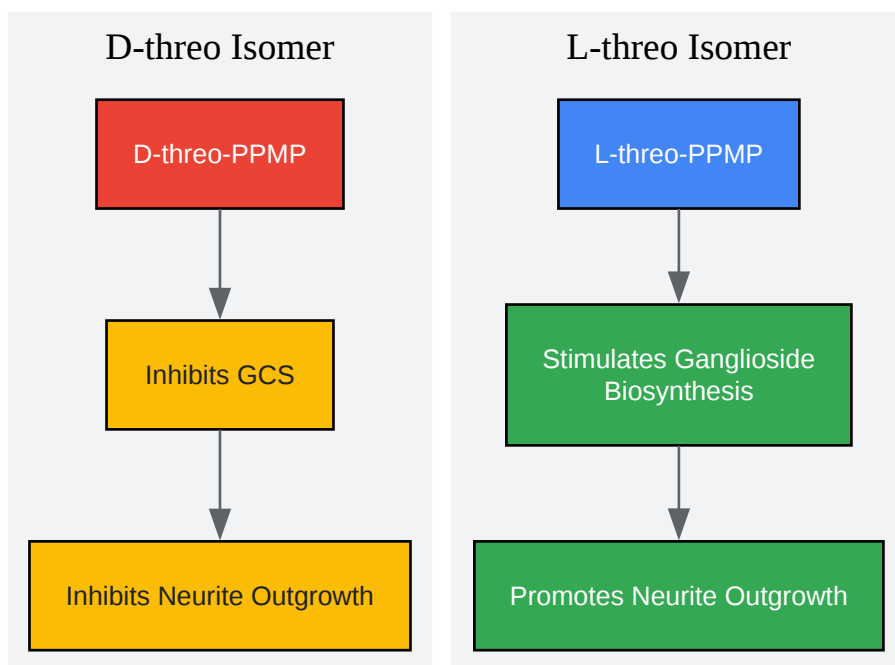 D-threo Isomer
D-threo-PPMP
Inhibits GCS
Inhibits Neurite Outgrowth
L-threo Isomer
L-threo-PPMP
Stimulates Ganglioside
Biosynthesis
Promotes Neurite Outgrowth